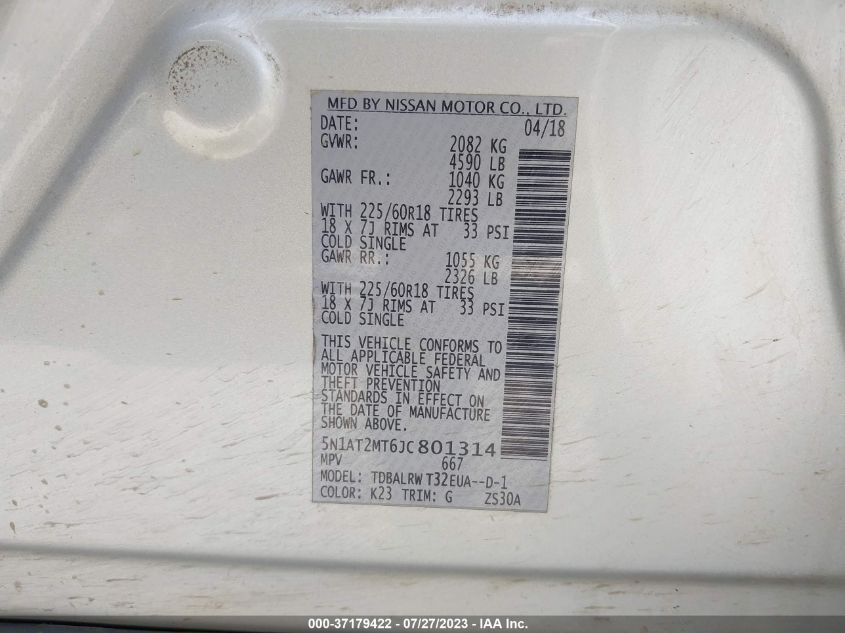 MFD BY NISSAN MOTOR CO., LTD.
DATE: 04/18
GVWR: 2082 KG
4590 LB
GAWR FR.: 1040 KG
2293 LB
WITH 225/60R18 TIRES
18 X 7J RIMS AT 33 PSI
COLD SINGLE
GAWR RR.: 1055 KG
2326 LB
WITH 225/60R18 TIRES
18 X 7J RIMS AT 33 PSI
COLD SINGLE
THIS VEHICLE CONFORMS TO
ALL APPLICABLE FEDERAL
MOTOR VEHICLE SAFETY AND
THEFT PREVENTION
STANDARDS IN EFFECT ON
THE DATE OF MANUFACTURE
SHOWN ABOVE.
5N1AT2MT6JC801314
MPV 667
MODEL: TDBALRW T32EUA--D-1
COLOR: K23 TRIM: G ZS30A
000-37179422 - 07/27/2023 - IAA Inc.